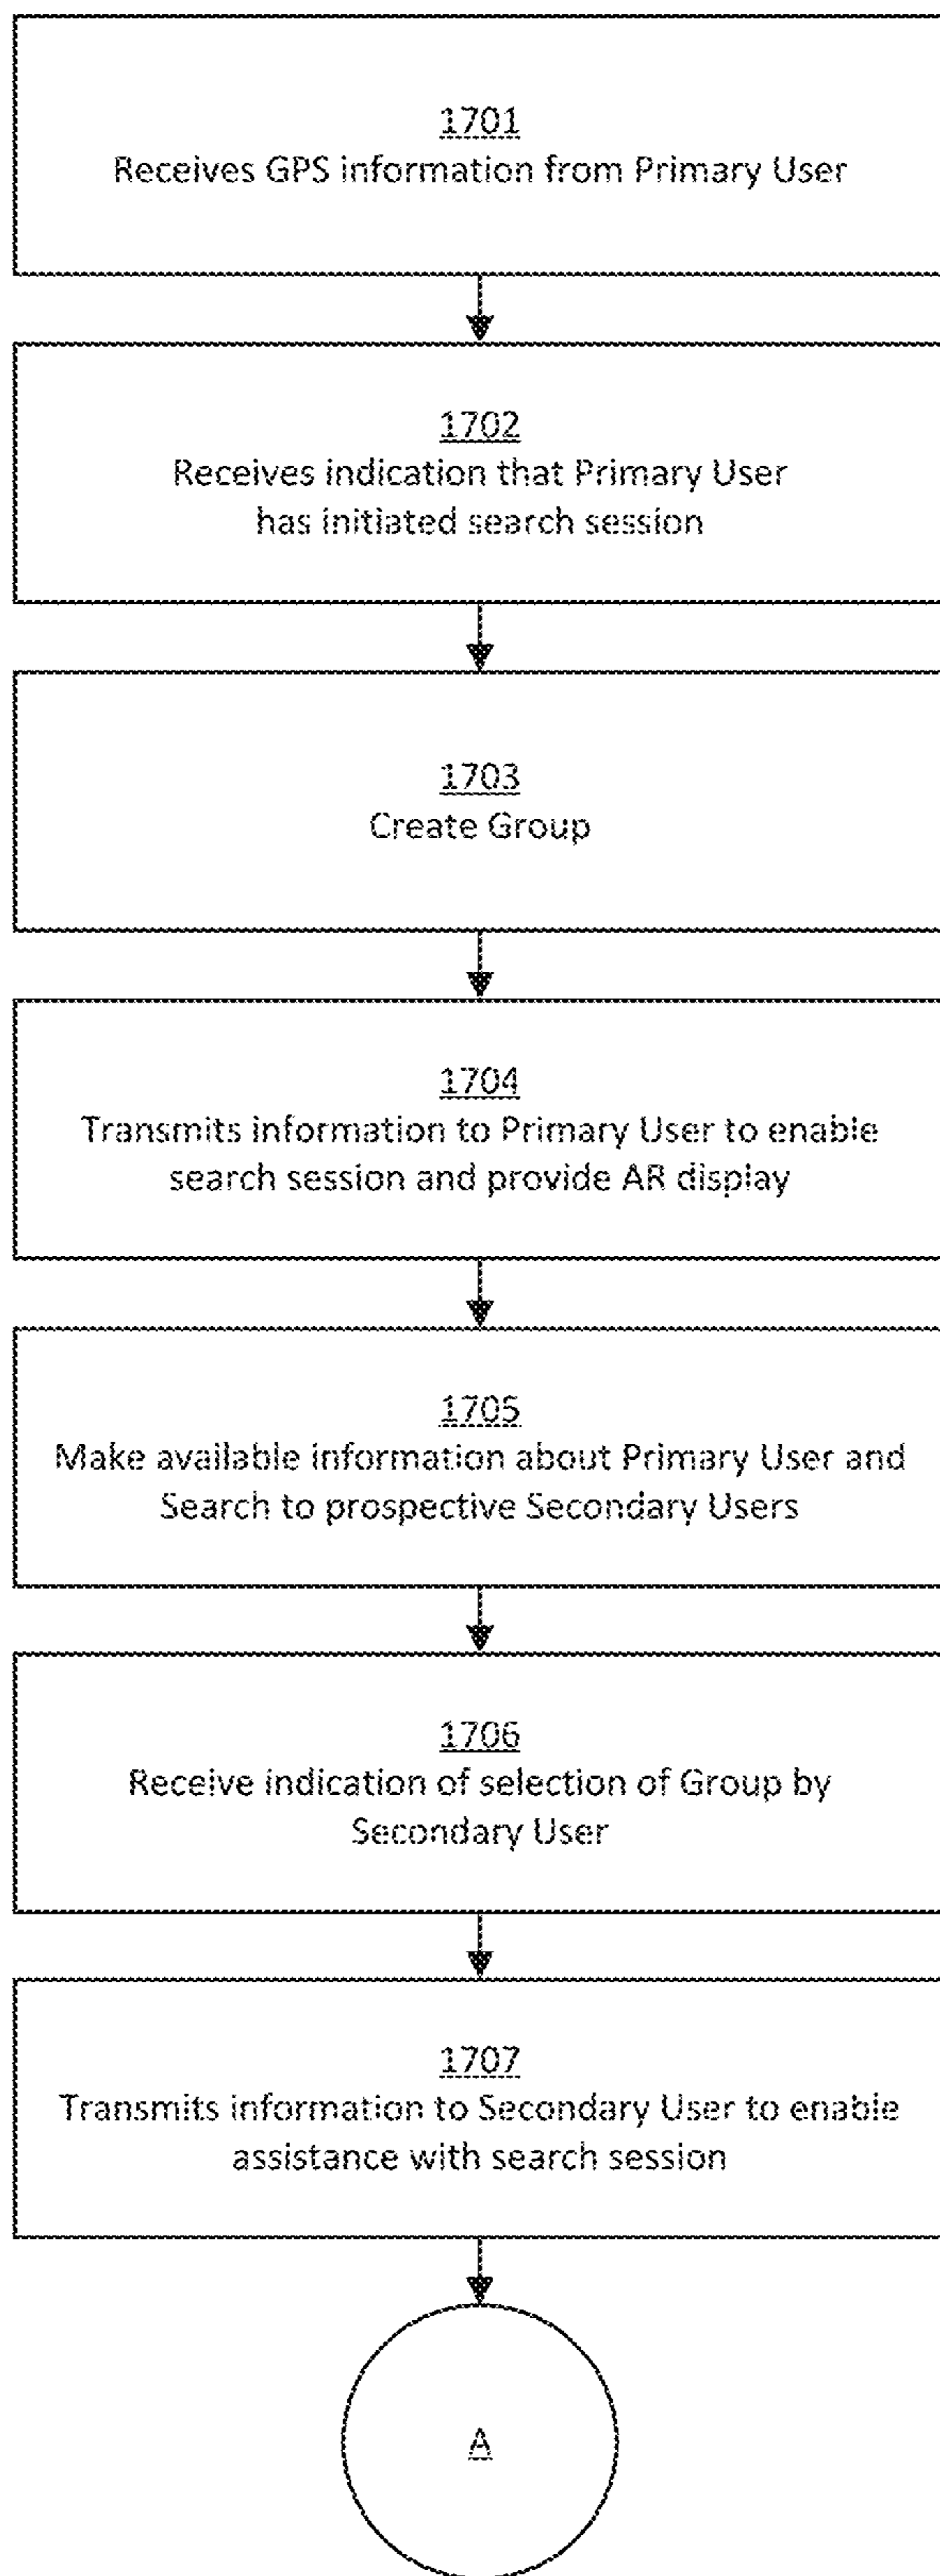 1701
Receives GPS information from Primary User
1702
Receives indication that Primary User
has initiated search session
1703
Create Group
1704
Transmits information to Primary User to enable
search session and provide AR display
1705
Make available information about Primary User and
Search to prospective Secondary Users
1706
Receive indication of selection of Group by
Secondary User
1707
Transmits information to Secondary User to enable
assistance with search session
A